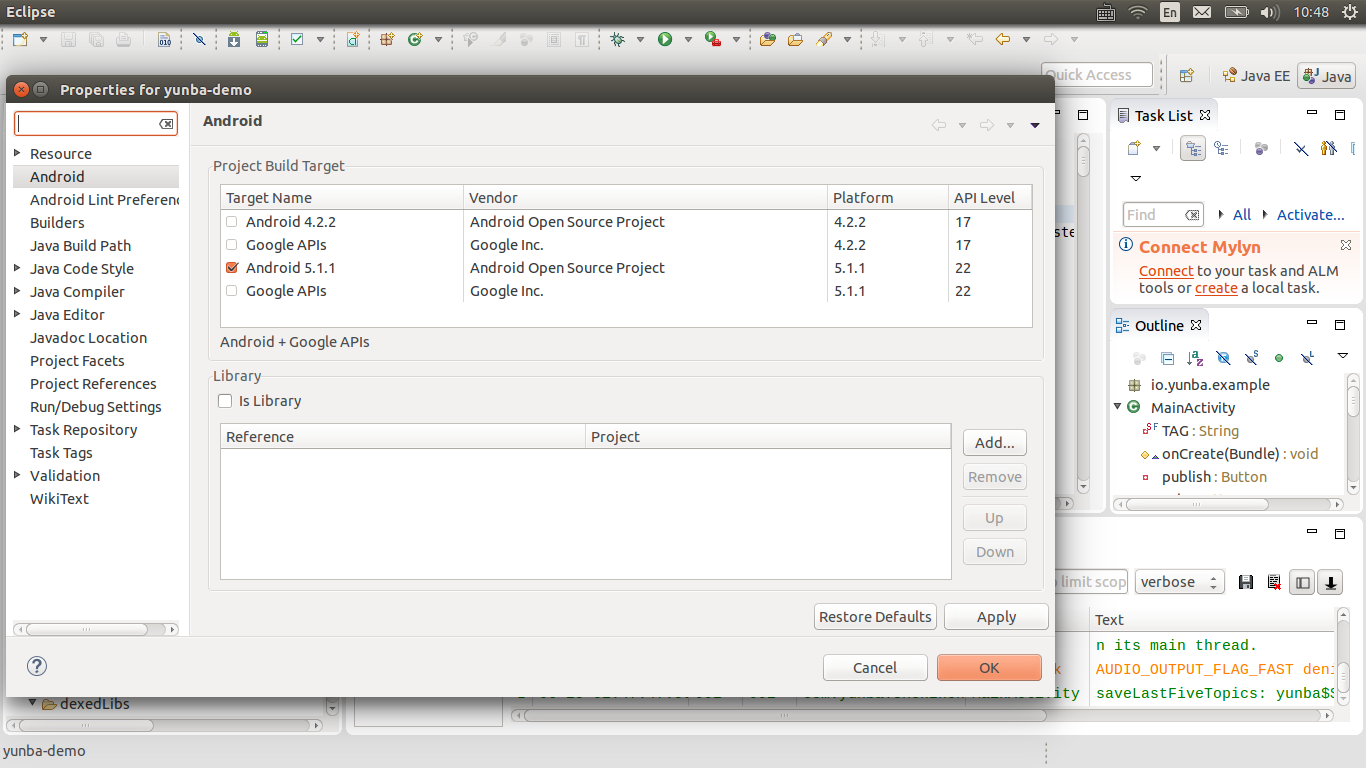 Eclipse
En
10:48
010
Quick Access
Java EE
Java
Properties for yunba-demo
Resource
Android
Android Lint Preferen
Builders
Java Build Path
Java Code Style
Java Compiler
Java Editor
Javadoc Location
Project Facets
Project References
Run/Debug Settings
Task Repository
Task Tags
Validation
WikiText
Android
Project Build Target
Target Name Vendor Platform API Level
Android 4.2.2 Android Open Source Project 4.2.2 17
Google APIs Google Inc. 4.2.2 17
Android 5.1.1 Android Open Source Project 5.1.1 22
Google APIs Google Inc. 5.1.1 22
Android + Google APIs
Library
Is Library
Reference Project
Add...
Remove
Up
Down
Restore Defaults Apply
Cancel OK
Task List
Find All Activate...
Connect Mylyn
Connect to your task and ALM
tools or create a local task.
Outline
io.yunba.example
MainActivity
TAG : String
onCreate(Bundle) : void
publish : Button
limit scop verbose
Text
n its main thread.
AUDIO_OUTPUT_FLAG_FAST deni
saveLastFiveTopics: yunba$S
dexedLibs
yunba-demo